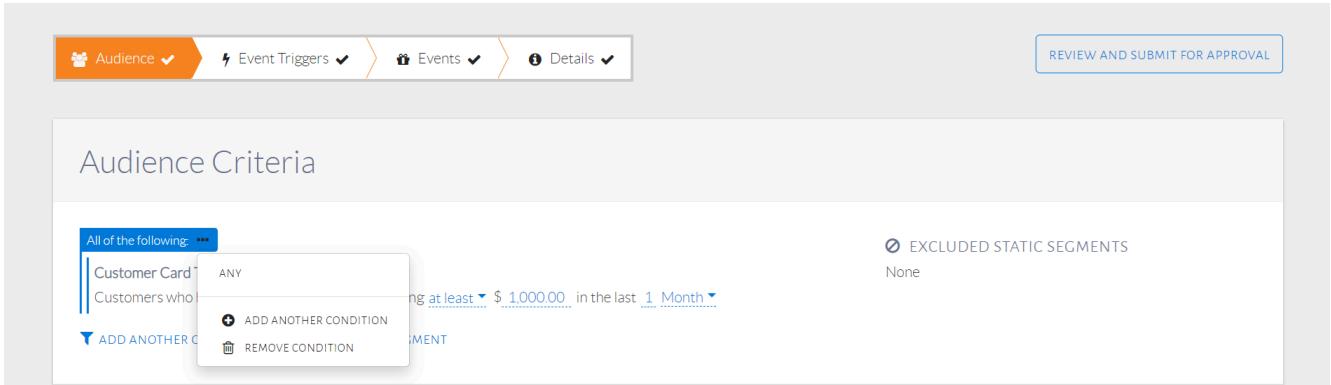 Audience
Event Triggers
Events
Details
REVIEW AND SUBMIT FOR APPROVAL
Audience Criteria
All of the following:
EXCLUDED STATIC SEGMENTS
None
Customer Card
ANY
Customers who
at least $ 1,000.00 in the last 1 Month
ADD ANOTHER CONDITION
ADD ANOTHER
REMOVE CONDITION